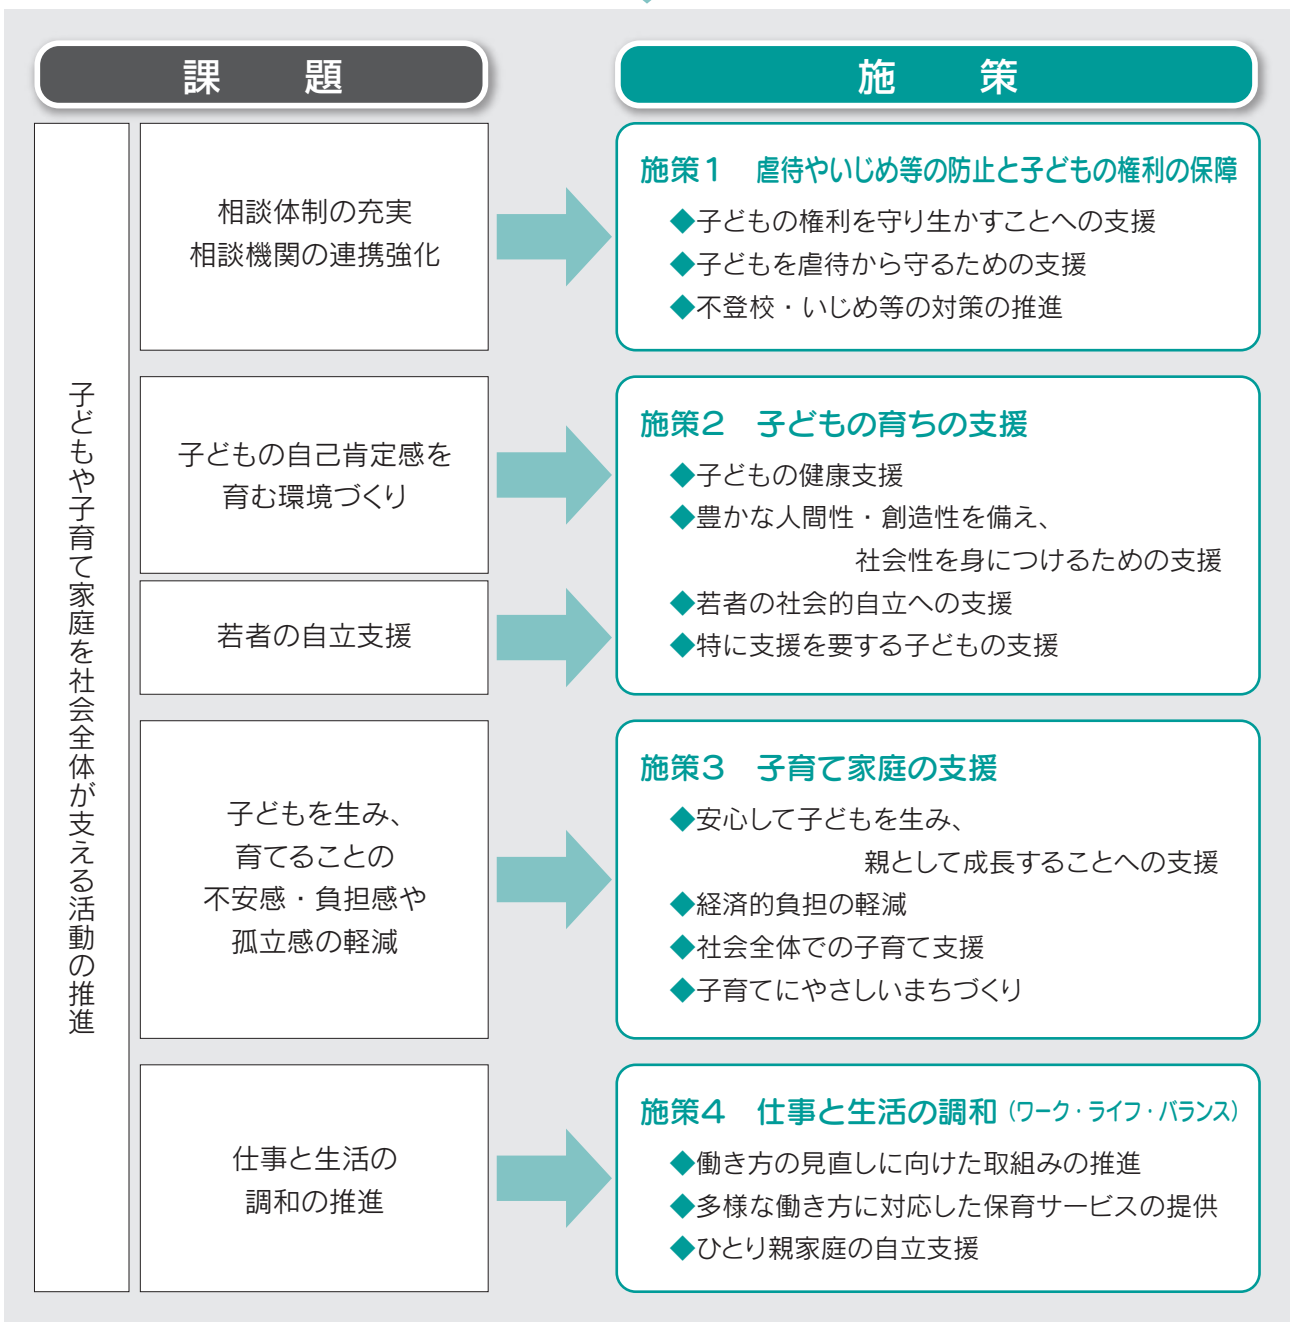 課題
施策
子どもや子育て家庭を社会全体が支える活動の推進
相談体制の充実
相談機関の連携強化
施策1 虐待やいじめ等の防止と子どもの権利の保障
◆子どもの権利を守り生かすことへの支援
◆子どもを虐待から守るための支援
◆不登校・いじめ等の対策の推進
子どもの自己肯定感を
育む環境づくり
若者の自立支援
施策2 子どもの育ちの支援
◆子どもの健康支援
◆豊かな人間性・創造性を備え、
社会性を身につけるための支援
◆若者の社会的自立への支援
◆特に支援を要する子どもの支援
子どもを生み、
育てることの
不安感・負担感や
孤立感の軽減
施策3 子育て家庭の支援
◆安心して子どもを生み、
親として成長することへの支援
◆経済的負担の軽減
◆社会全体での子育て支援
◆子育てにやさしいまちづくり
仕事と生活の
調和の推進
施策4 仕事と生活の調和（ワーク・ライフ・バランス）
◆働き方の見直しに向けた取組みの推進
◆多様な働き方に対応した保育サービスの提供
◆ひとり親家庭の自立支援